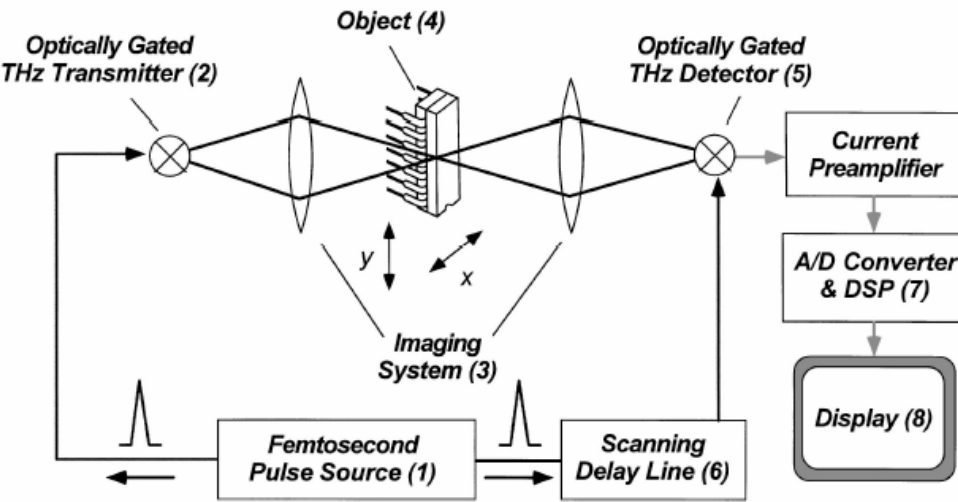 Object (4)
Optically Gated
THz Transmitter (2)
Optically Gated
THz Detector (5)
Current
Preamplifier
y
x
A/D Converter
& DSP (7)
Imaging
System (3)
Display (8)
Femtosecond
Pulse Source (1)
Scanning
Delay Line (6)